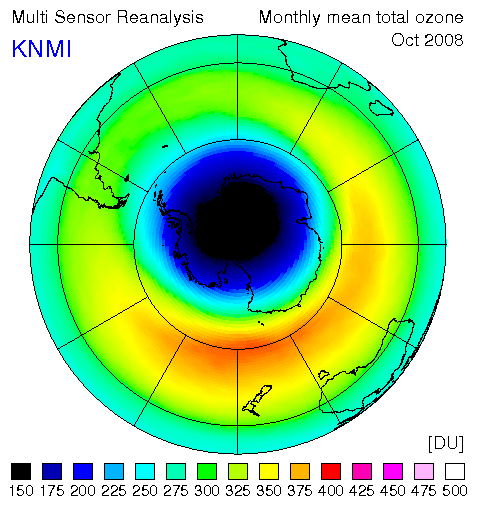 Multi Sensor Reanalysis Monthly mean total ozone
KNMI Oct 2008
[DU]
150 175 200 225 250 275 300 325 350 375 400 425 450 475 500